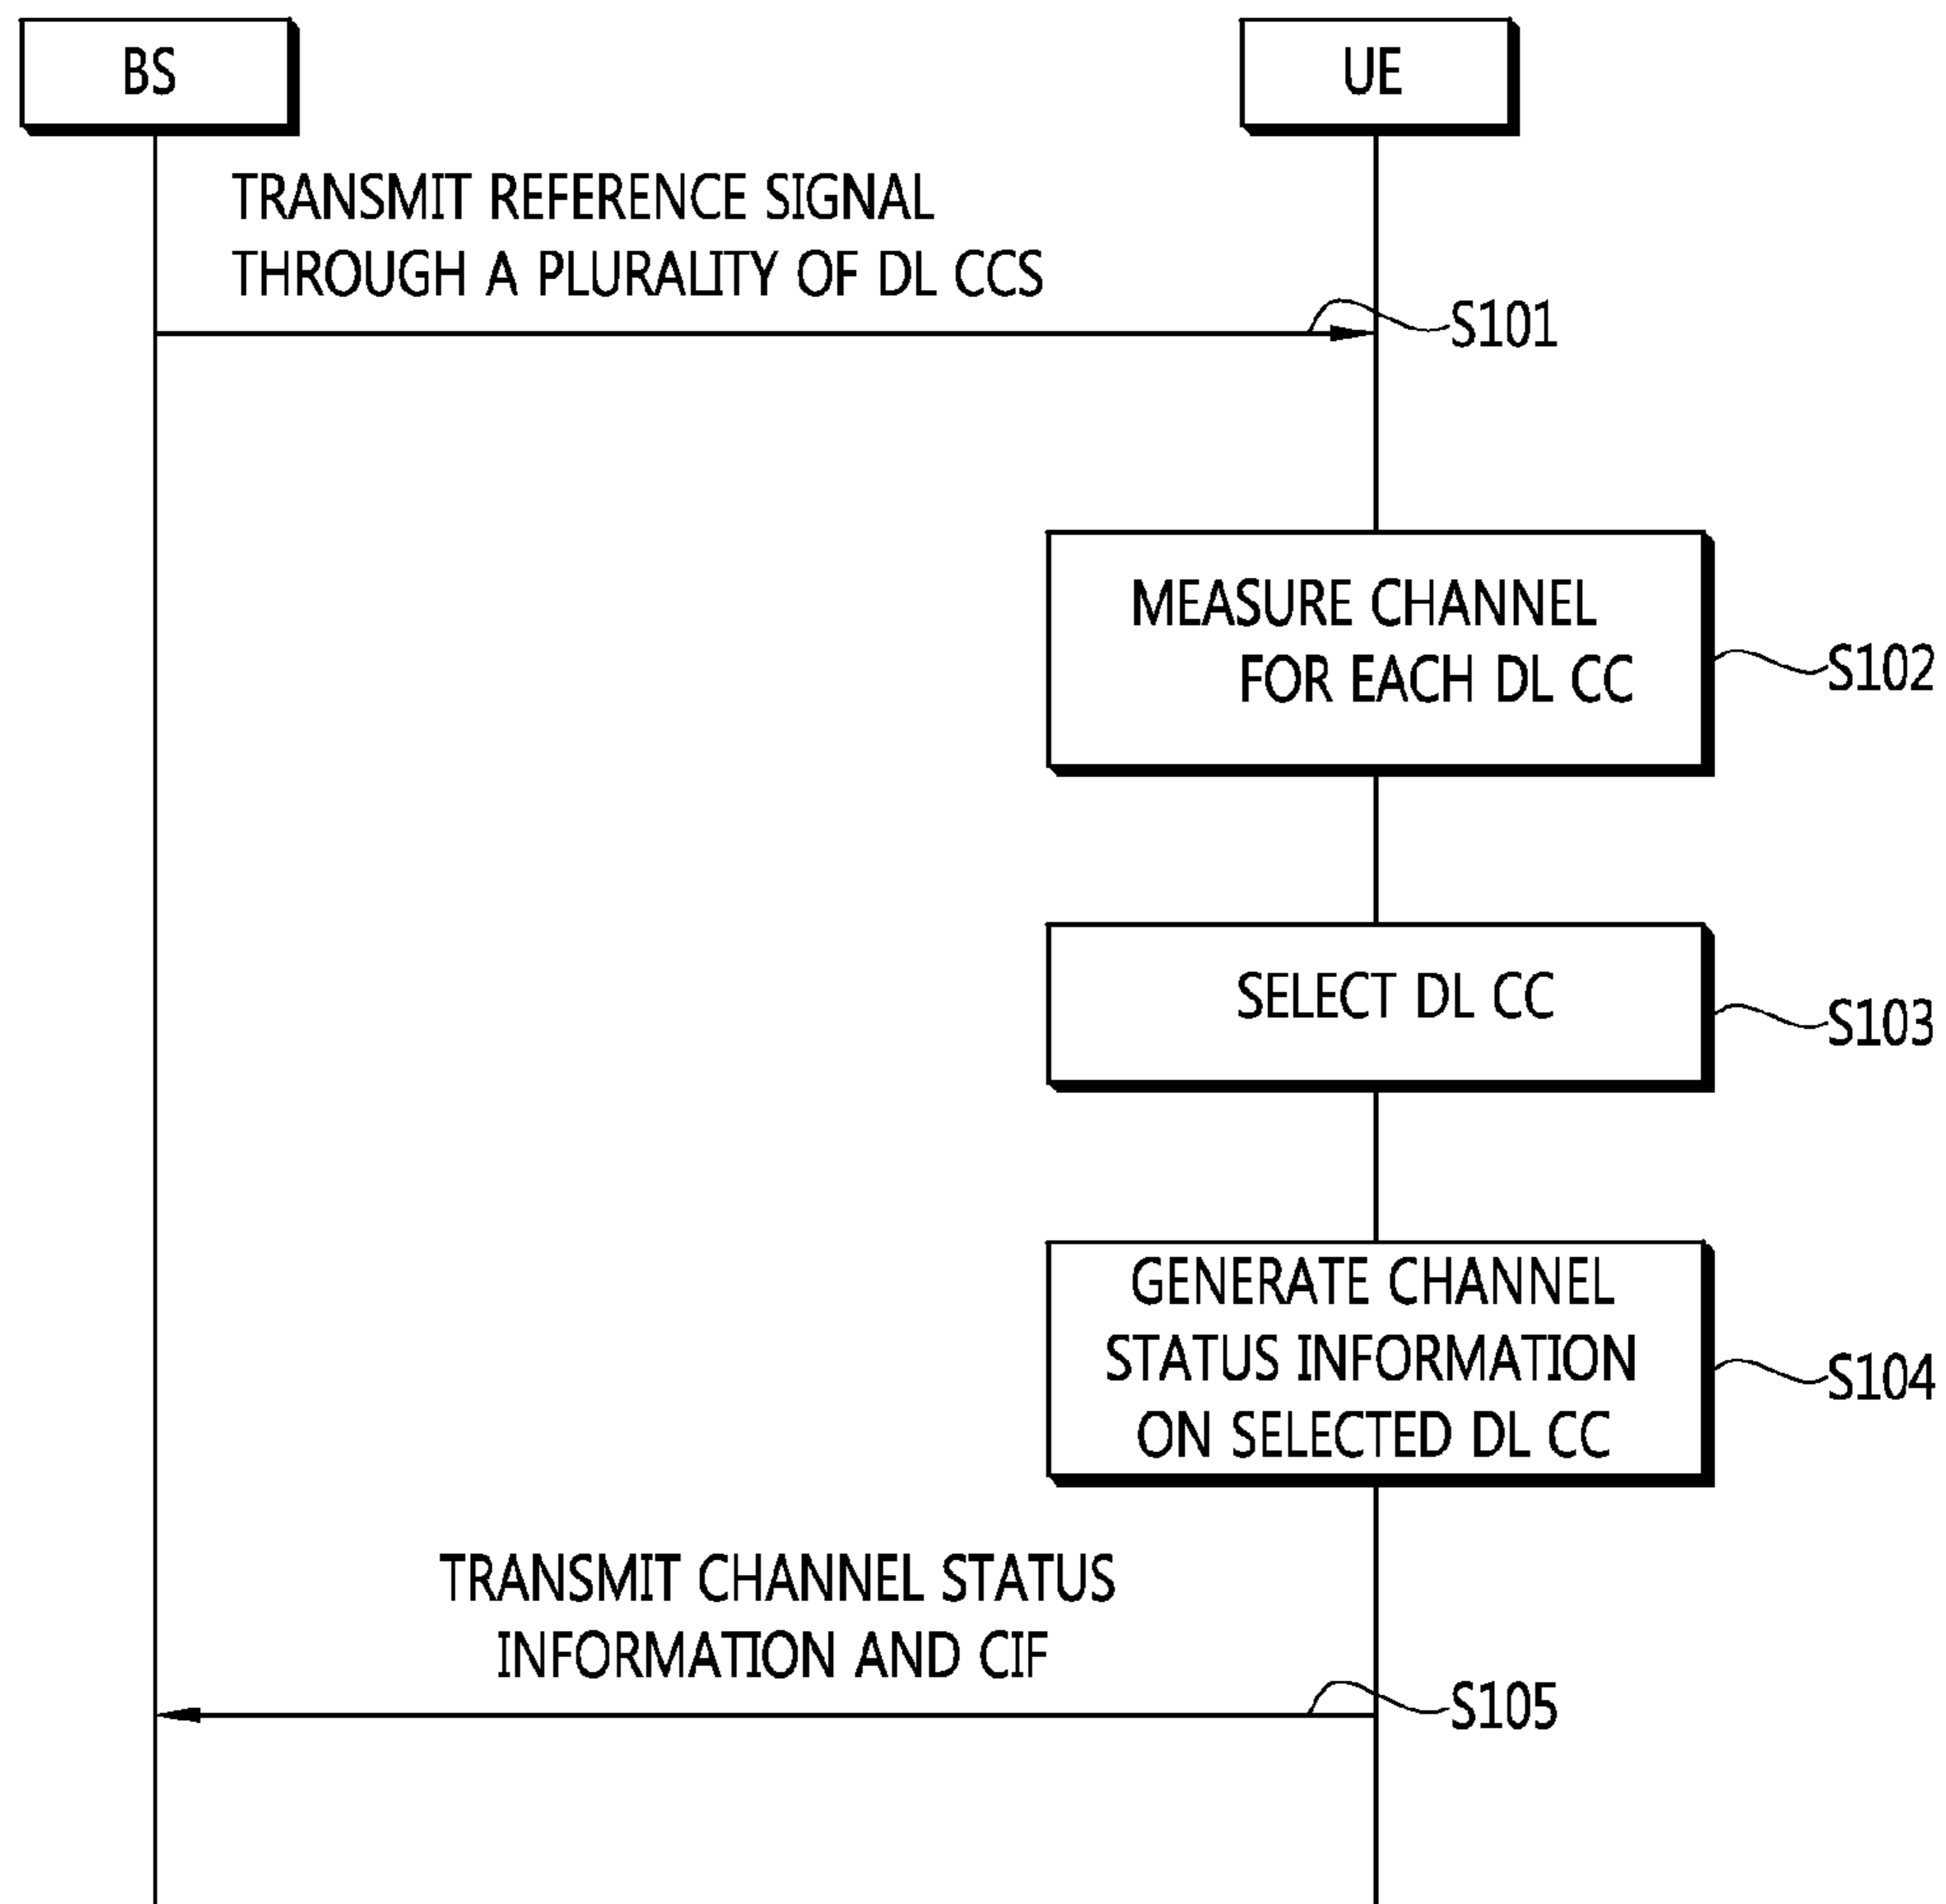 BS
UE
TRANSMIT REFERENCE SIGNAL
THROUGH A PLURALITY OF DL CCS
S101
MEASURE CHANNEL
FOR EACH DL CC
S102
SELECT DL CC
S103
GENERATE CHANNEL
STATUS INFORMATION
ON SELECTED DL CC
S104
TRANSMIT CHANNEL STATUS
INFORMATION AND CIF
S105